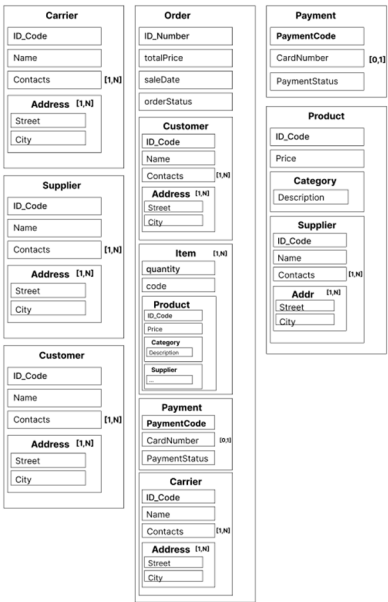 Carrier
ID_Code
Name
Contacts [1,N]
Address [1,N]
Street
City
Supplier
ID_Code
Name
Contacts [1,N]
Address [1,N]
Street
City
Customer
ID_Code
Name
Contacts [1,N]
Address [1,N]
Street
City
Order
ID_Number
totalPrice
saleDate
orderStatus
Customer
ID_Code
Name
Contacts [1,N]
Address [1,N]
Street
City
Item [1,N]
quantity
code
Product
ID_Code
Price
Category
Description
Supplier
...
Payment
PaymentCode
CardNumber [0,1]
PaymentStatus
Carrier
ID_Code
Name
Contacts [1,N]
Address [1,N]
Street
City
Payment
PaymentCode
CardNumber [0,1]
PaymentStatus
Product
ID_Code
Price
Category
Description
Supplier
ID_Code
Name
Contacts [1,N]
Addr [1,N]
Street
City